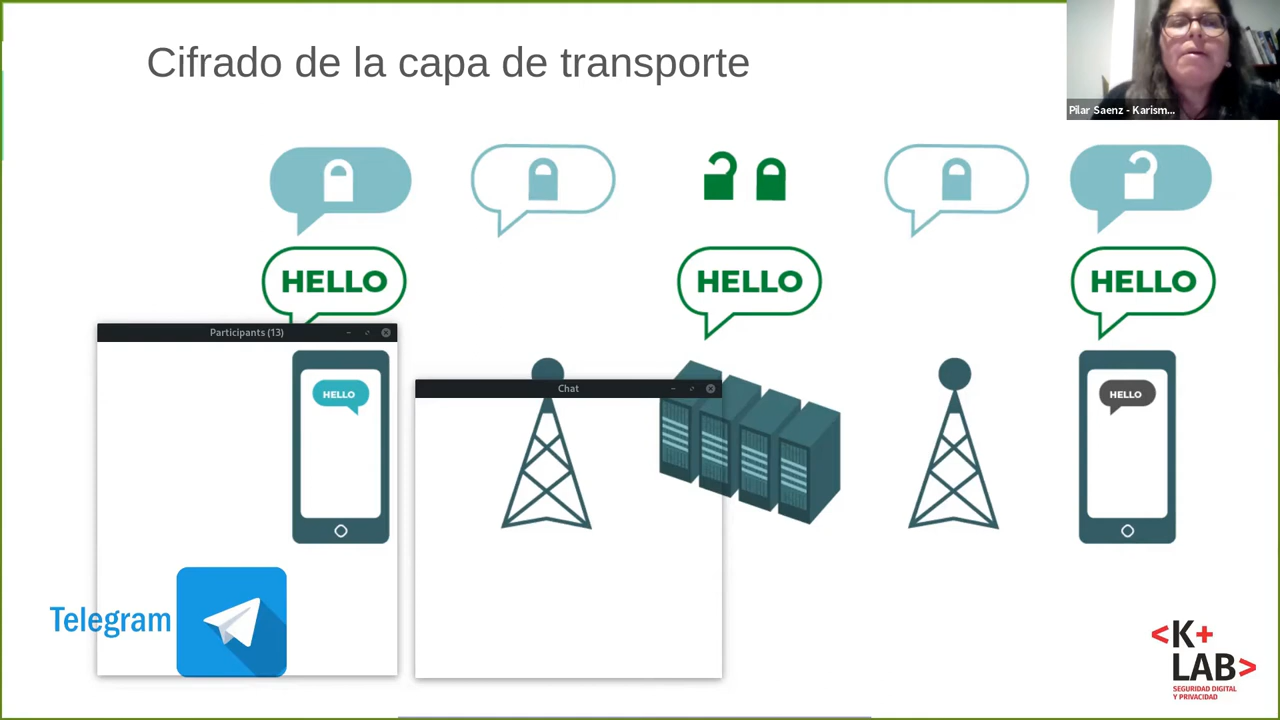 Cifrado de la capa de transporte
Pilar Saenz - Karism...
HELLO
HELLO
HELLO
Participants (13)
Chat
HELLO
HELLO
Telegram
<K+
LAB>
SEGURIDAD DIGITAL
Y PRIVACIDAD